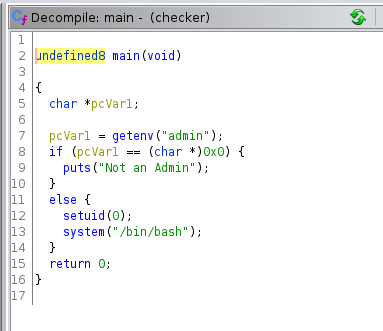 Decompile: main - (checker)
1
2 undefined8 main(void)
3
4 {
5 char *pcVar1;
6
7 pcVar1 = getenv("admin");
8 if (pcVar1 == (char *)0x0) {
9 puts("Not an Admin");
10 }
11 else {
12 setuid(0);
13 system("/bin/bash");
14 }
15 return 0;
16 }
17